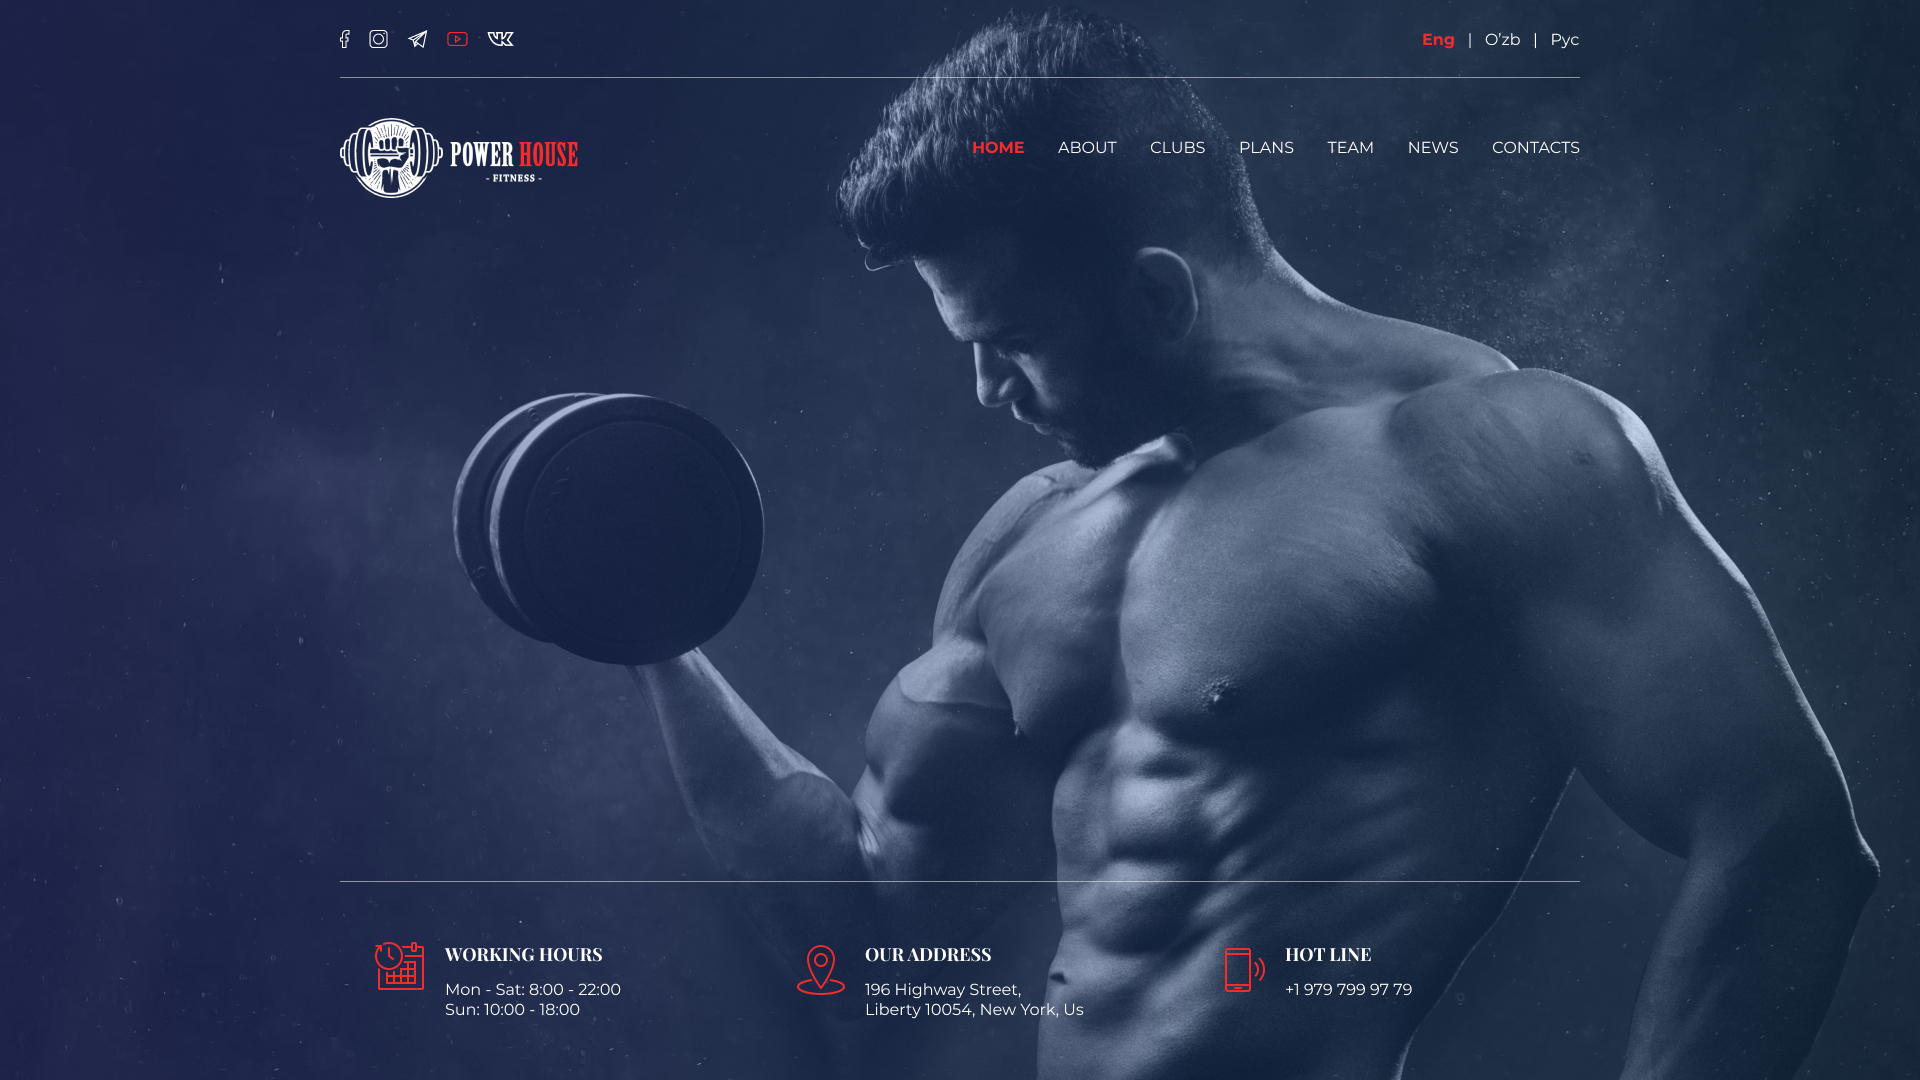 Eng | O'zb | Рус
POWER HOUSE
- FITNESS -
HOME ABOUT CLUBS PLANS TEAM NEWS CONTACTS
WORKING HOURS
Mon - Sat: 8:00 - 22:00
Sun: 10:00 - 18:00
OUR ADDRESS
196 Highway Street,
Liberty 10054, New York, Us
HOT LINE
+1 979 799 97 79